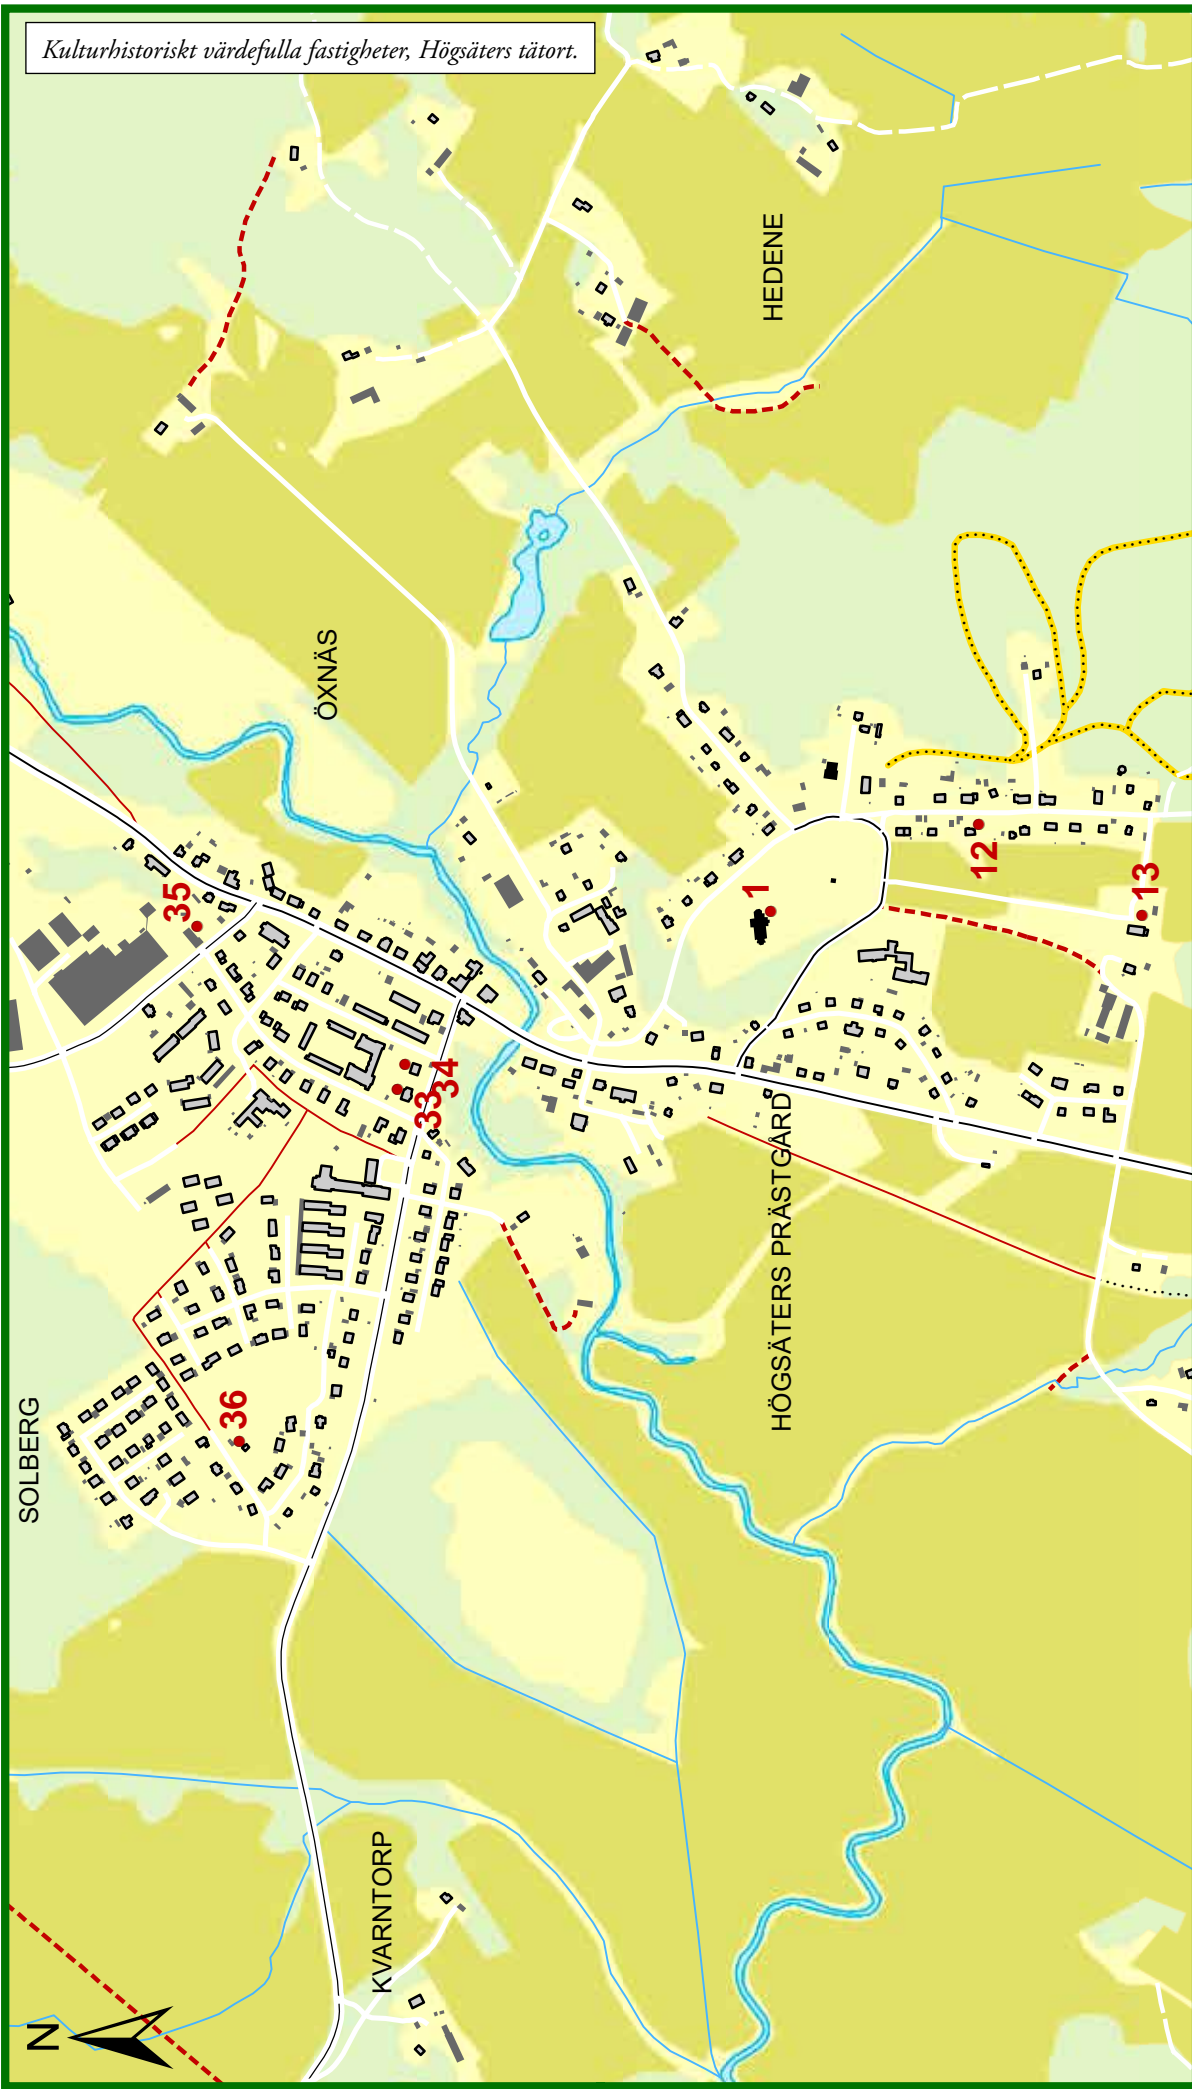 Kulturhistoriskt värdefulla fastigheter, Högsäters tätort.
HEDENE
ÖXNÄS
35
1
12
13
33
34
HÖGSÄTERS PRÄSTGÅRD
36
SOLBERG
KVARNTORP
N